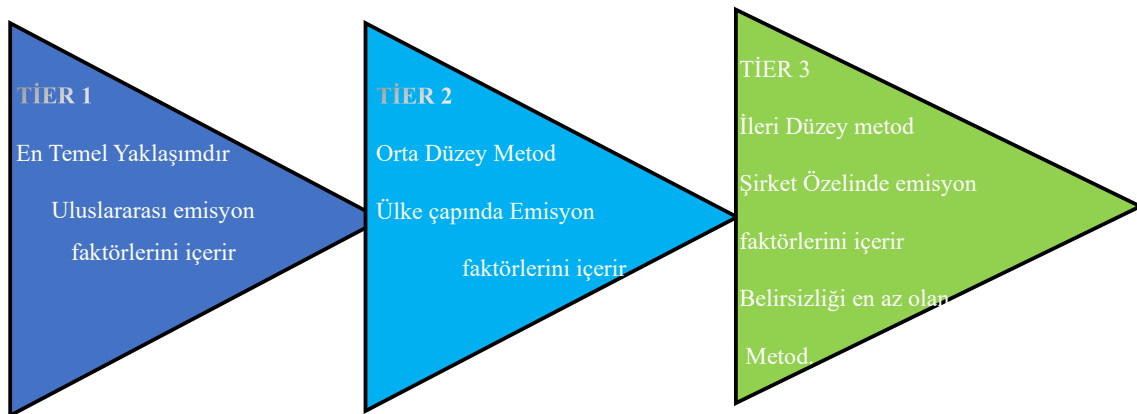 TİER 1
En Temel Yaklaşımdır
Uluslararası emisyon
faktörlerini içerir
TİER 2
Orta Düzey Metod
Ülke çapında Emisyon
faktörlerini içerir
TİER 3
İleri Düzey metod
Şirket Özelinde emisyon
faktörlerini içerir
Belirsizliği en az olan
Metod.